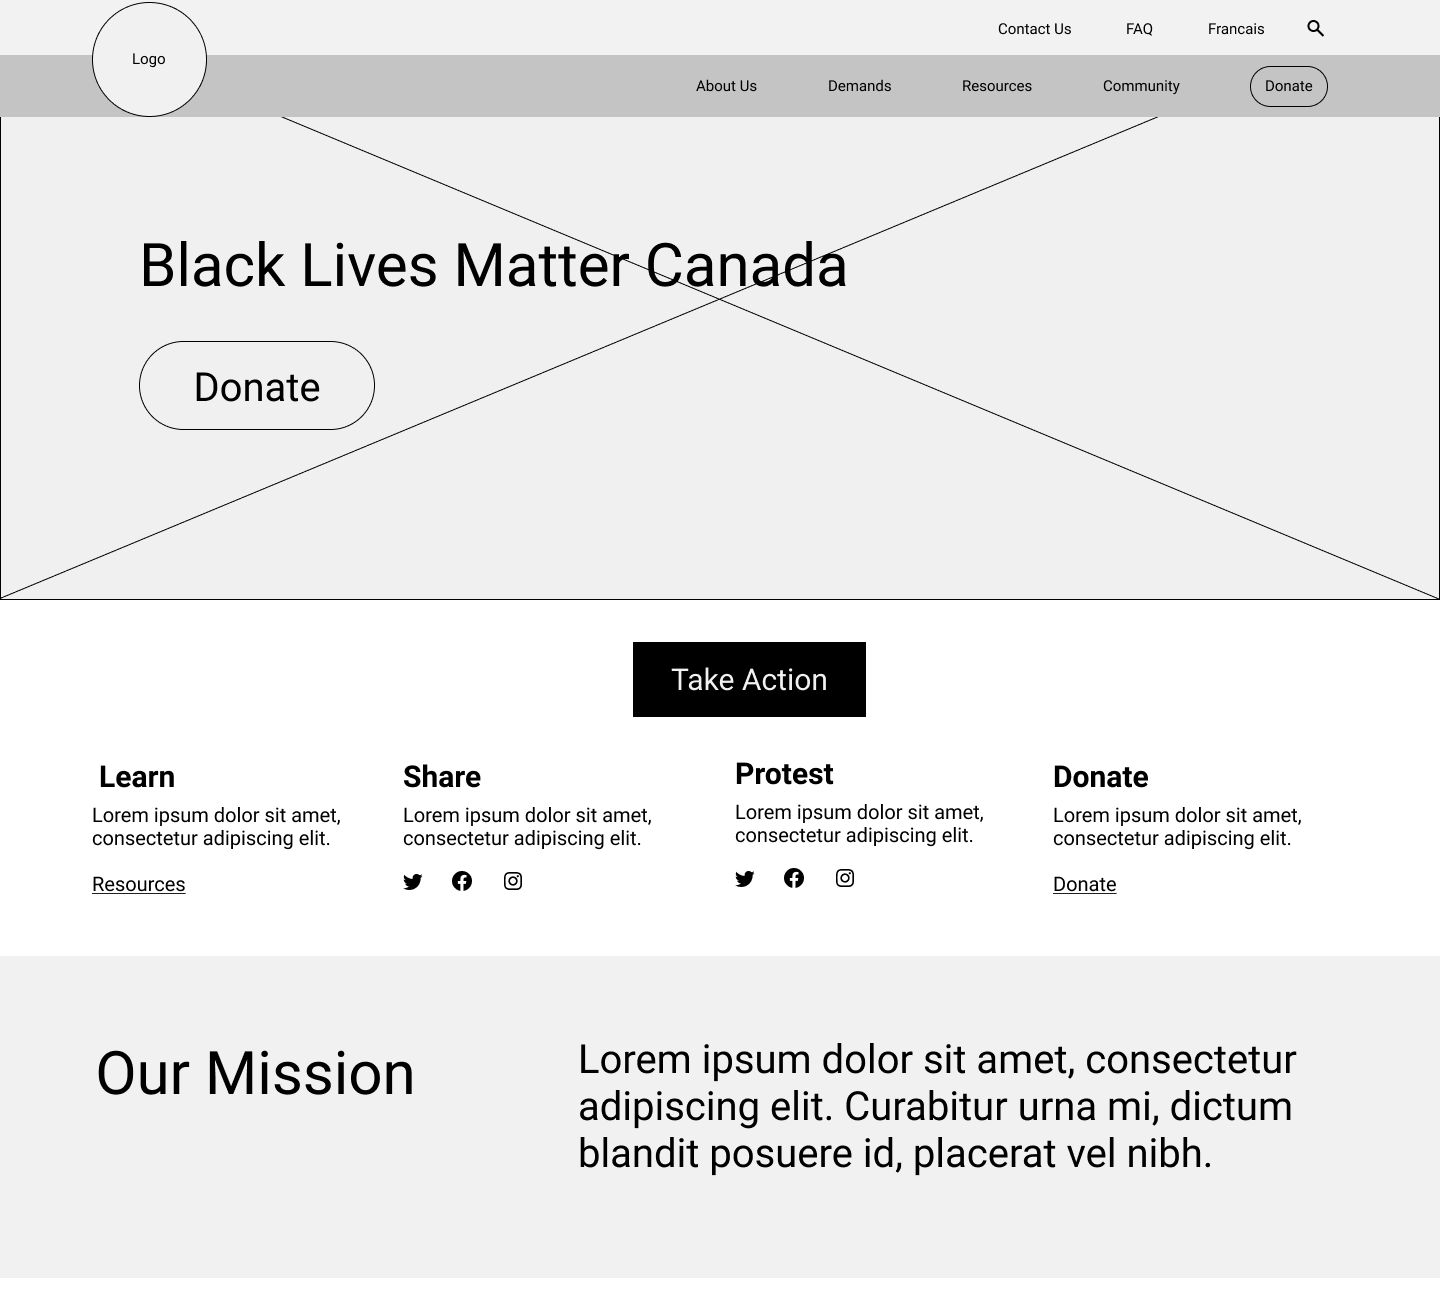 Logo
Contact Us
FAQ
Francais
About Us
Demands
Resources
Community
Donate
Black Lives Matter Canada
Donate
Take Action
Learn
Lorem ipsum dolor sit amet,
consectetur adipiscing elit.
Resources
Share
Lorem ipsum dolor sit amet,
consectetur adipiscing elit.
Protest
Lorem ipsum dolor sit amet,
consectetur adipiscing elit.
Donate
Lorem ipsum dolor sit amet,
consectetur adipiscing elit.
Donate
Our Mission
Lorem ipsum dolor sit amet, consectetur
adipiscing elit. Curabitur urna mi, dictum
blandit posuere id, placerat vel nibh.